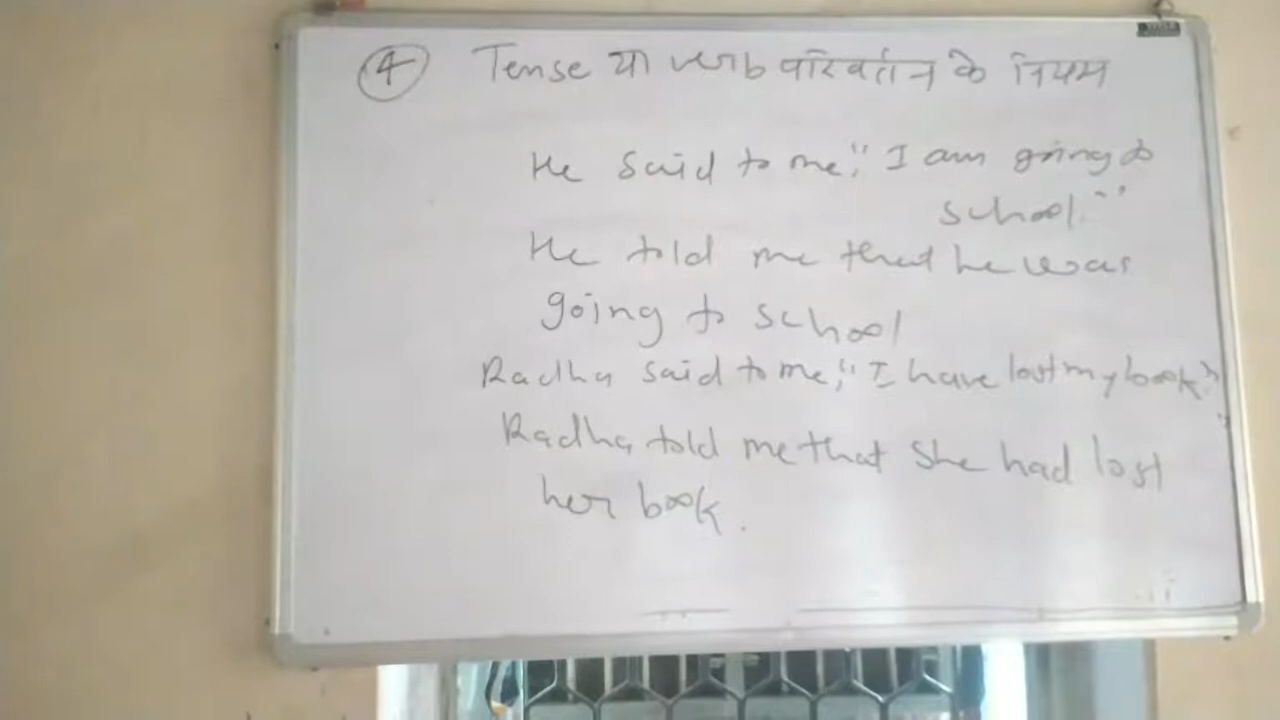 ④ Tense या verb परिवर्तन के नियम
He said to me," I am going to
school."
He told me that he was
going to school
Radha said to me," I have lost my book"
Radha told me that She had lost
her book.